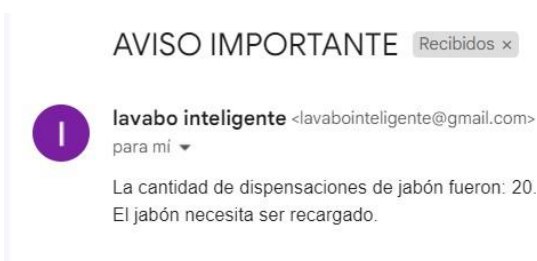 AVISO IMPORTANTE Recibidos ×
I
lavabo inteligente <lavabointeligente@gmail.com>
para mí
La cantidad de dispensaciones de jabón fueron: 20.
El jabón necesita ser recargado.